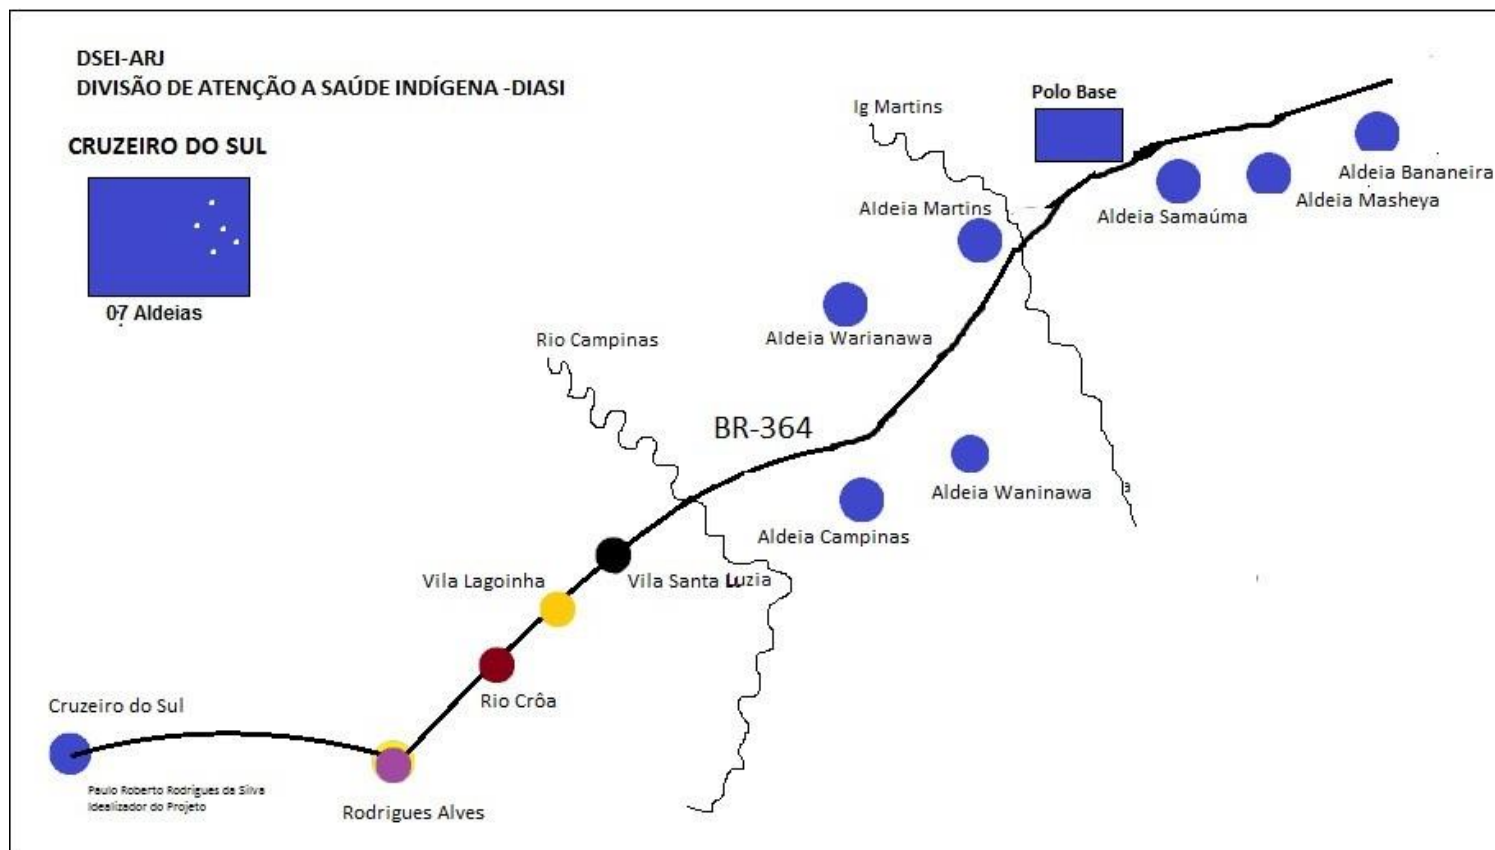 DSEI-ARJ
DIVISÃO DE ATENÇÃO A SAÚDE INDÍGENA -DIASI
CRUZEIRO DO SUL
07 Aldeias
Ig Martins
Polo Base
Aldeia Bananeira
Aldeia Masheya
Aldeia Samaúma
Aldeia Martins
Aldeia Warianawa
Rio Campinas
BR-364
Aldeia Waninawa
Aldeia Campinas
Vila Lagoinha
Vila Santa Luzia
Rio Crôa
Cruzeiro do Sul
Paulo Roberto Rodrigues da Silva
Idealizador do Projeto
Rodrigues Alves